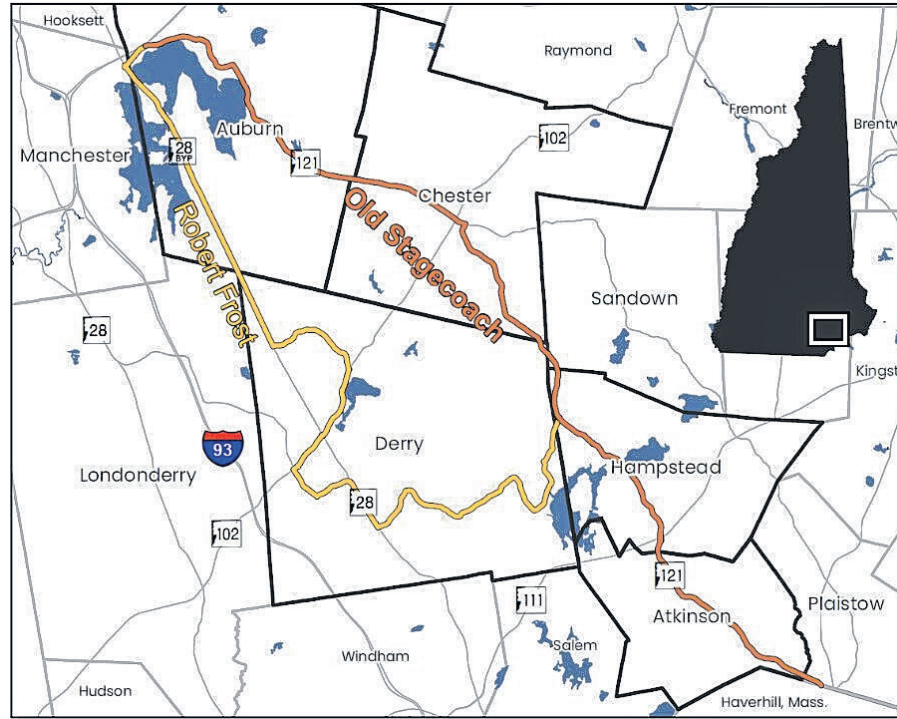 Hooksett
Raymond
Fremont
Brentw
Auburn
Manchester
28
BYP
121
102
Chester
Old Stagecoach
Robert Frost
Sandown
28
Kingst
93
Derry
Londonderry
Hampstead
28
102
121
111
Atkinson
Plaistow
Salem
Windham
Hudson
Haverhill, Mass.